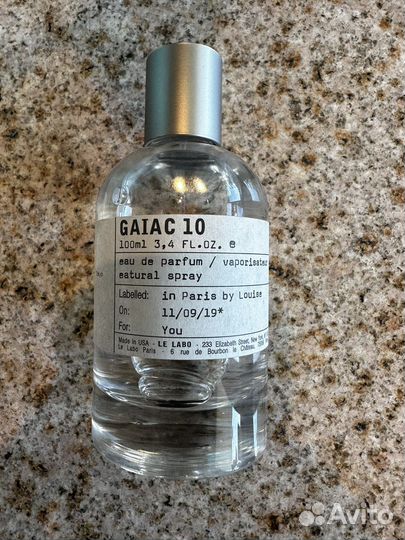 GAIAC 10
100ml 3,4 FL.OZ. e
eau de parfum / vaporisateur
eatural spray
Labelled: in Paris by Louise
On: 11/09/19*
For: You
Made in USA - LE LABO - 233 Elizabeth Street, New York
Le Labo Paris - 6 rue de Bourbon le Château,
Avito